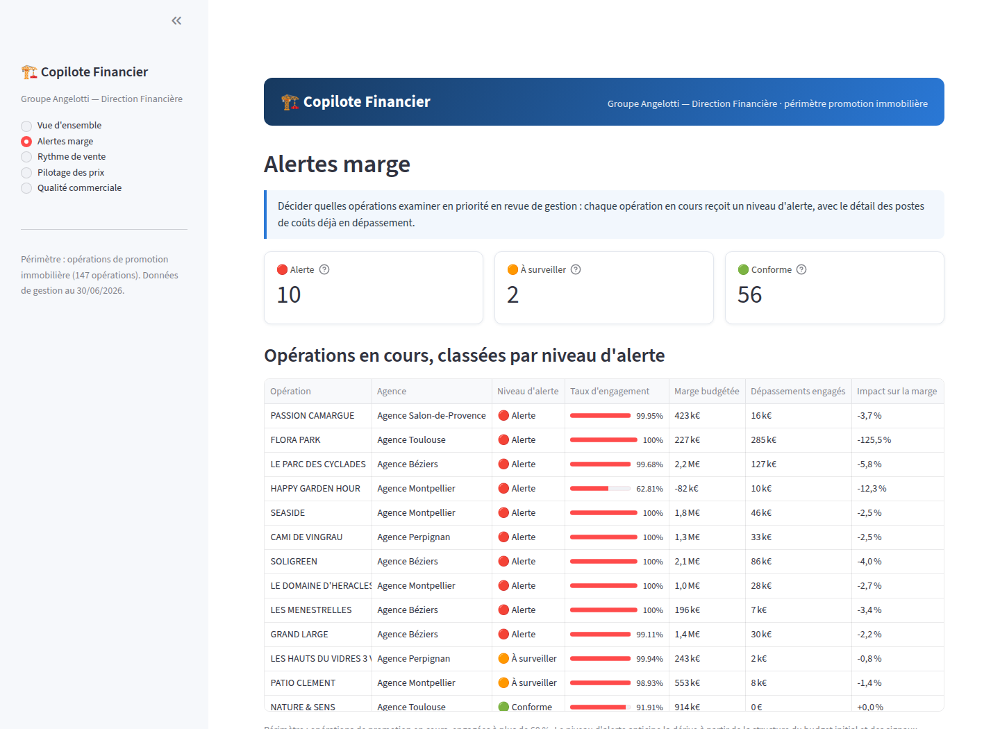 Copilote Financier
Groupe Angelotti — Direction Financière
Vue d'ensemble
Alertes marge
Rythme de vente
Pilotage des prix
Qualité commerciale
Périmètre : opérations de promotion
immobilière (147 opérations). Données
de gestion au 30/06/2026.
Copilote Financier
Groupe Angelotti — Direction Financière · périmètre promotion immobilière
Alertes marge
Décider quelles opérations examiner en priorité en revue de gestion : chaque opération en cours reçoit un niveau d'alerte, avec le détail des postes
de coûts déjà en dépassement.
Alerte
10
À surveiller
2
Conforme
56
Opérations en cours, classées par niveau d'alerte
Opération Agence Niveau d'alerte Taux d'engagement Marge budgétée Dépassements engagés Impact sur la marge
PASSION CAMARGUE Agence Salon-de-Provence Alerte 99.95% 423 k€ 16 k€ -3,7 %
FLORA PARK Agence Toulouse Alerte 100% 227 k€ 285 k€ -125,5 %
LE PARC DES CYCLADES Agence Béziers Alerte 99.68% 2,2 M€ 127 k€ -5,8 %
HAPPY GARDEN HOUR Agence Montpellier Alerte 62.81% -82 k€ 10 k€ -12,3 %
SEASIDE Agence Montpellier Alerte 100% 1,8 M€ 46 k€ -2,5 %
CAMI DE VINGRAU Agence Perpignan Alerte 100% 1,3 M€ 33 k€ -2,5 %
SOLIGREEN Agence Béziers Alerte 100% 2,1 M€ 86 k€ -4,0 %
LE DOMAINE D'HERACLES Agence Montpellier Alerte 100% 1,0 M€ 28 k€ -2,7 %
LES MENESTRELLES Agence Béziers Alerte 100% 196 k€ 7 k€ -3,4 %
GRAND LARGE Agence Béziers Alerte 99.11% 1,4 M€ 30 k€ -2,2 %
LES HAUTS DU VIDRES 3 Agence Perpignan À surveiller 99.94% 243 k€ 2 k€ -0,8 %
PATIO CLEMENT Agence Montpellier À surveiller 98.93% 553 k€ 8 k€ -1,4 %
NATURE & SENS Agence Toulouse Conforme 91.91% 914 k€ 0 € +0,0 %